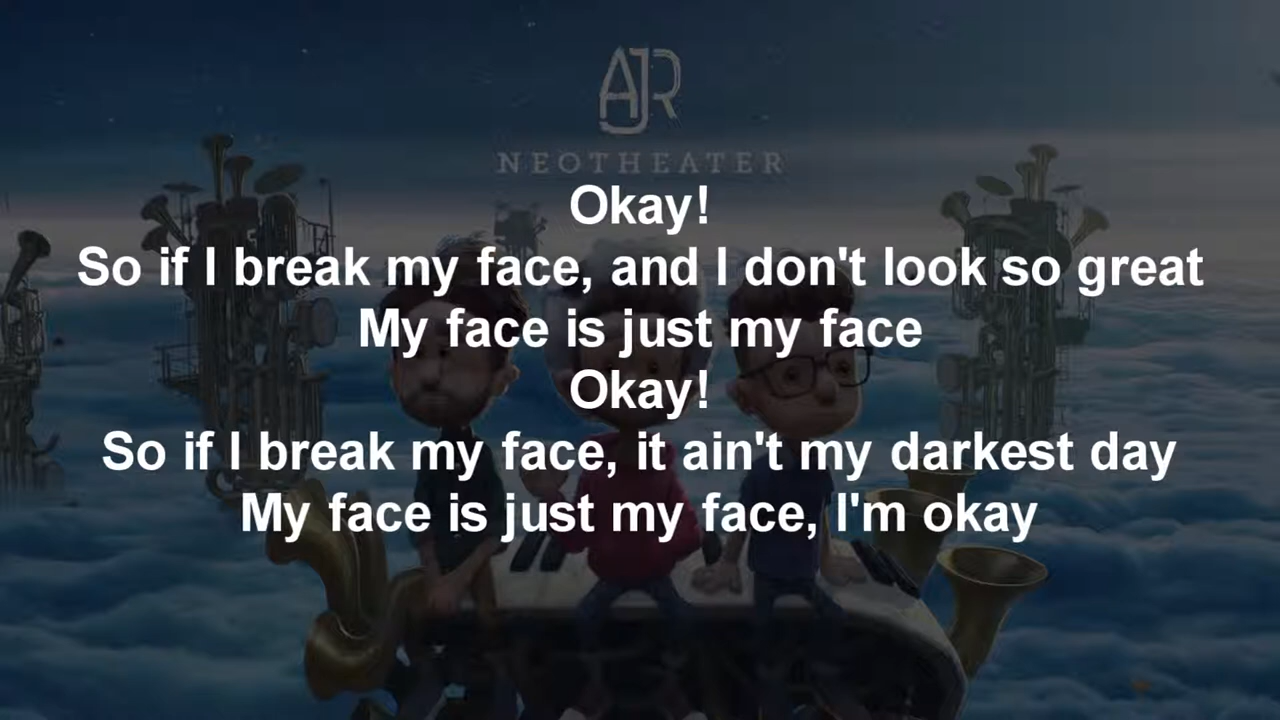 AJR
NEOTHEATER
Okay!
So if I break my face, and I don't look so great
My face is just my face
Okay!
So if I break my face, it ain't my darkest day
My face is just my face, I'm okay